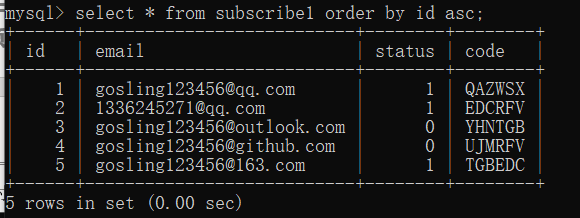 mysql> select * from subscribe1 order by id asc;
+----+------------------------+--------+--------+
| id | email                  | status | code   |
+----+------------------------+--------+--------+
|  1 | gosling123456@qq.com   |      1 | QAZWSX |
|  2 | 1336245271@qq.com      |      1 | EDCRFV |
|  3 | gosling123456@outlook.com |   0 | YHNTGB |
|  4 | gosling123456@github.com |    0 | UJMRFV |
|  5 | gosling123456@163.com  |      1 | TGBEDC |
+----+------------------------+--------+--------+
5 rows in set (0.00 sec)